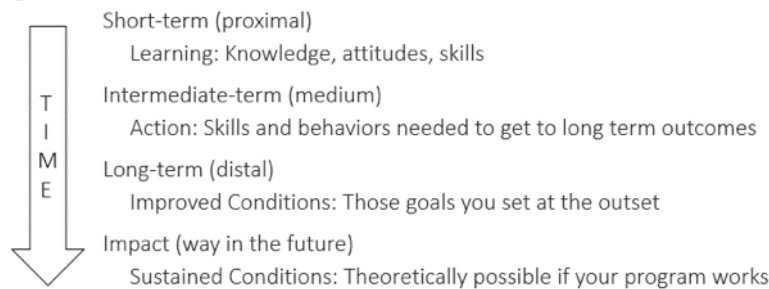 Short-term (proximal)
Learning: Knowledge, attitudes, skills
Intermediate-term (medium)
Action: Skills and behaviors needed to get to long term outcomes
Long-term (distal)
Improved Conditions: Those goals you set at the outset
Impact (way in the future)
Sustained Conditions: Theoretically possible if your program works
T
I
M
E